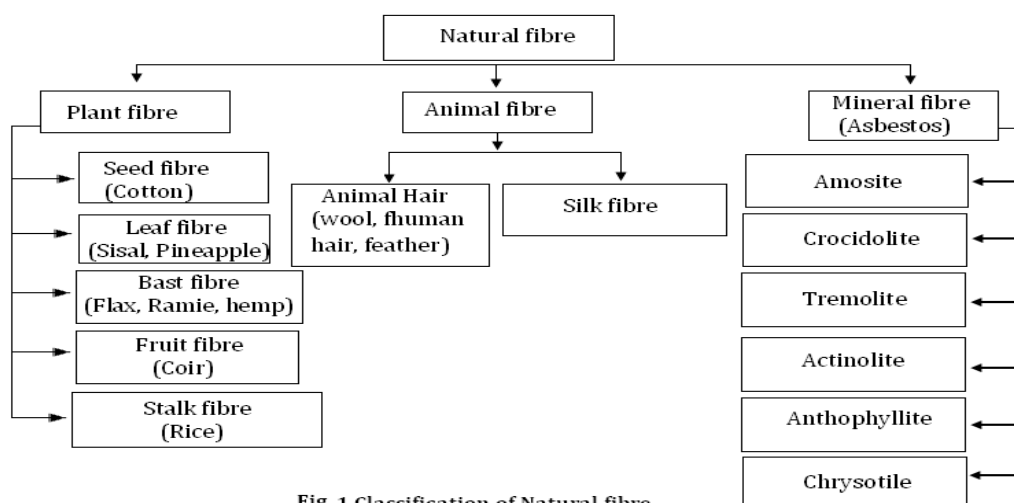 Natural fibre
Plant fibre
Animal fibre
Mineral fibre
(Asbestos)
Seed fibre
(Cotton)
Leaf fibre
(Sisal, Pineapple)
Bast fibre
(Flax, Ramie, hemp)
Fruit fibre
(Coir)
Stalk fibre
(Rice)
Animal Hair
(wool, fhuman
hair, feather)
Silk fibre
Amosite
Crocidolite
Tremolite
Actinolite
Anthophyllite
Chrysotile
Fig. 1 Classification of Natural fibre